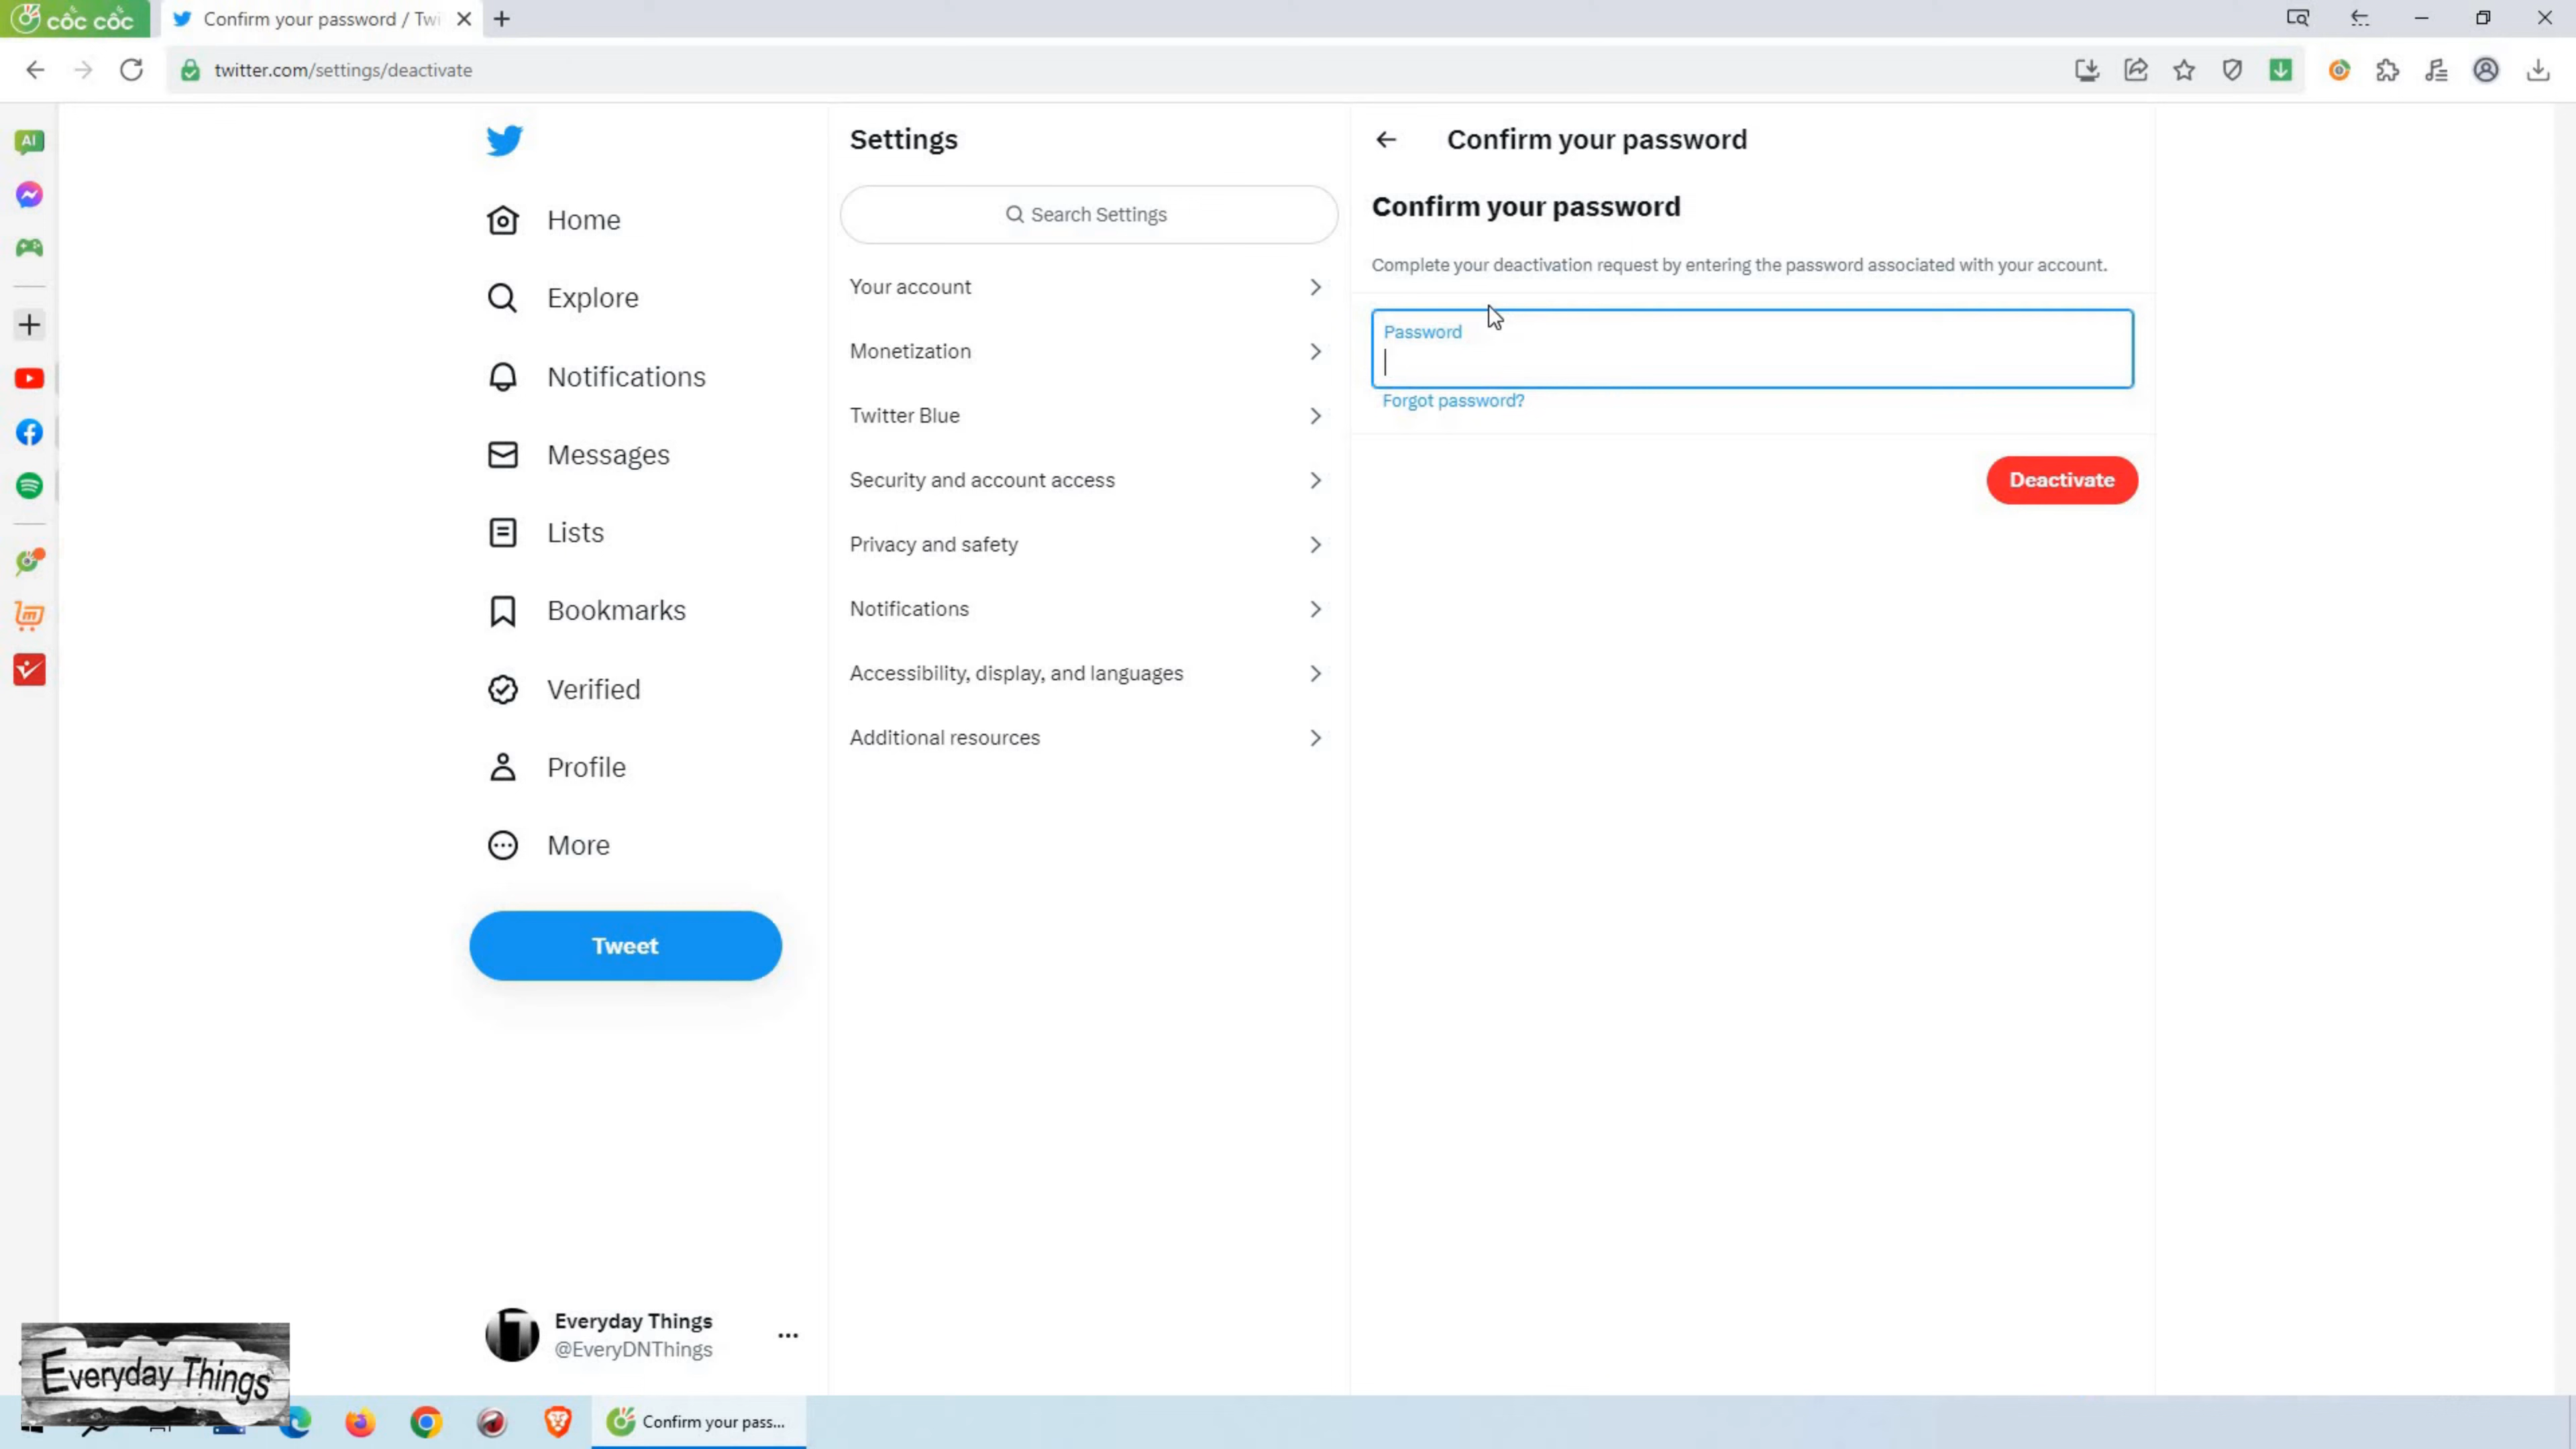 cốc cốc
Confirm your password / Twi
twitter.com/settings/deactivate
AI
Home
Explore
Notifications
Messages
Lists
Bookmarks
Verified
Profile
More
Tweet
Everyday Things
@EveryDNThings
Settings
Search Settings
Your account
Monetization
Twitter Blue
Security and account access
Privacy and safety
Notifications
Accessibility, display, and languages
Additional resources
Confirm your password
Confirm your password
Complete your deactivation request by entering the password associated with your account.
Password
Forgot password?
Deactivate
Everyday Things
Confirm your pass...